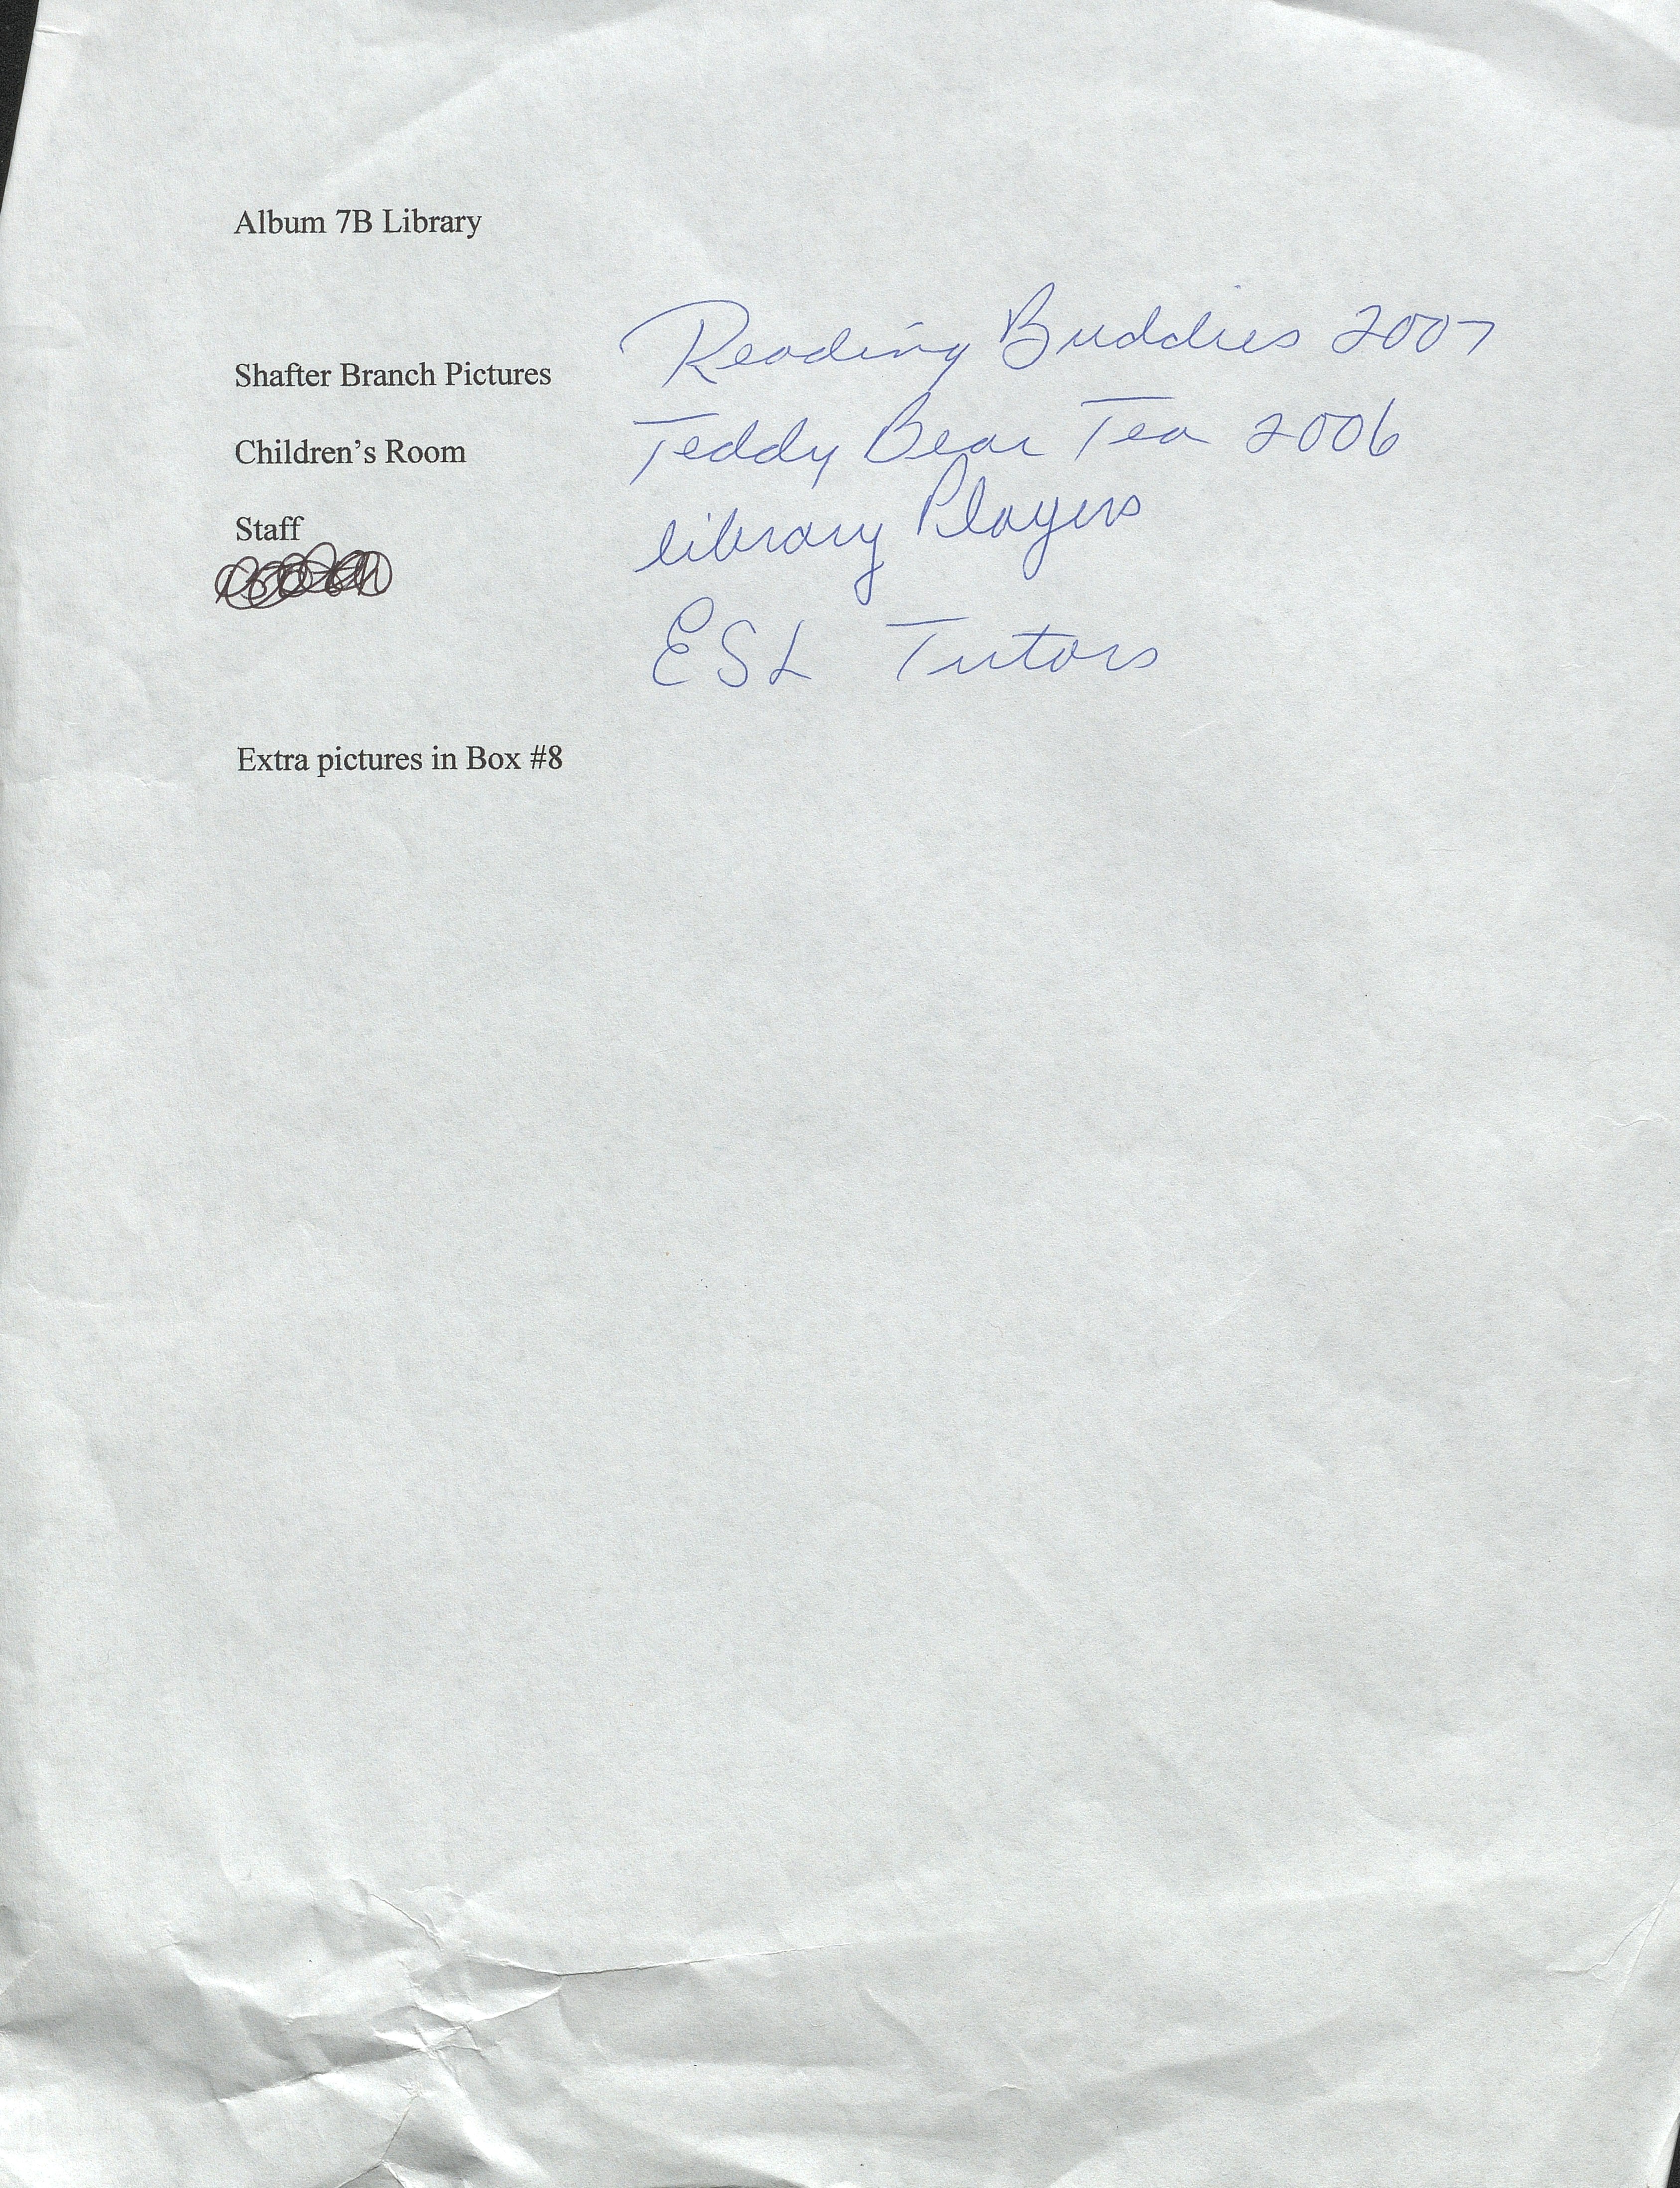 Album 7B Library
Shafter Branch Pictures
Children's Room
Staff
Reading Buddies 2007
Teddy Bear Tea 2006
library Players
ESL Tutors
Extra pictures in Box #8